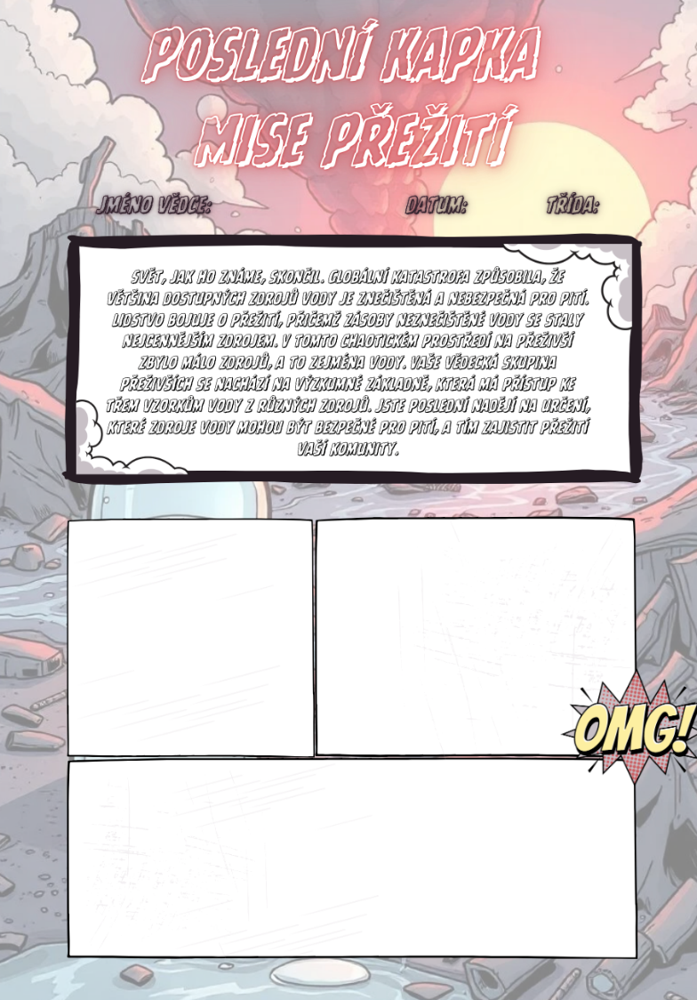 POSLEDNÍ KAPKA
MISE PŘEŽITÍ
JMÉNO VĚDCE: DATUM: TŘÍDA:
SVĚT, JAK HO ZNÁME, SKONČIL. GLOBÁLNÍ KATASTROFA ZPŮSOBILA, ŽE
VĚTŠINA DOSTUPNÝCH ZDROJŮ VODY JE ZNEČIŠTĚNÁ A NEBEZPEČNÁ PRO PITÍ.
LIDSTVO BOJUJE O PŘEŽITÍ, PŘIČEMŽ ZÁSOBY NEZNEČIŠTĚNÉ VODY SE STALY
NEJCENNĚJŠÍM ZDROJEM. V TOMTO CHAOTICKÉM PROSTŘEDÍ NA PŘEŽIVŠÍ
ZBYLO MÁLO ZDROJŮ, A TO ZEJMÉNA VODY. VAŠE VĚDECKÁ SKUPINA
PŘEŽIVŠÍCH SE NACHÁZÍ NA VÝZKUMNÉ ZÁKLADNĚ, KTERÁ MÁ PŘÍSTUP KE
TŘEM VZORKŮM VODY Z RŮZNÝCH ZDROJŮ. JSTE POSLEDNÍ NADĚJÍ NA URČENÍ,
KTERÉ ZDROJE VODY MOHOU BÝT BEZPEČNÉ PRO PITÍ, A TÍM ZAJISTIT PŘEŽITÍ
VAŠÍ KOMUNITY.
OMG!